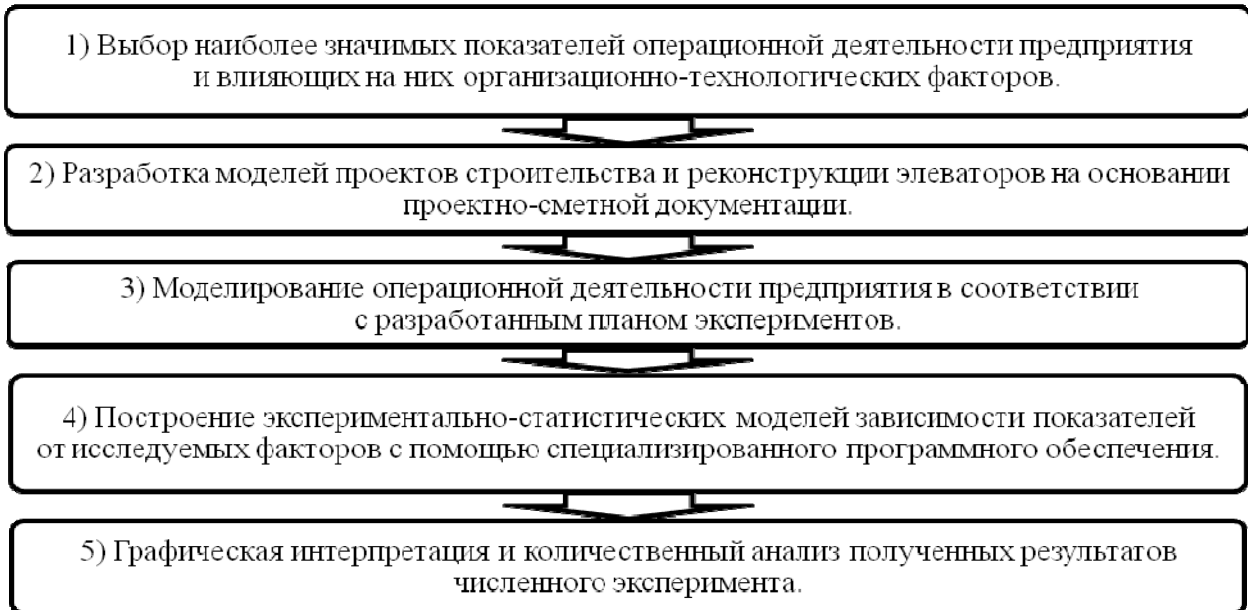 1) Выбор наиболее значимых показателей операционной деятельности предприятия
и влияющих на них организационно-технологических факторов.
2) Разработка моделей проектов строительства и реконструкции элеваторов на основании
проектно-сметной документации.
3) Моделирование операционной деятельности предприятия в соответствии
с разработанным планом экспериментов.
4) Построение экспериментально-статистических моделей зависимости показателей
от исследуемых факторов с помощью специализированного программного обеспечения.
5) Графическая интерпретация и количественный анализ полученных результатов
численного эксперимента.